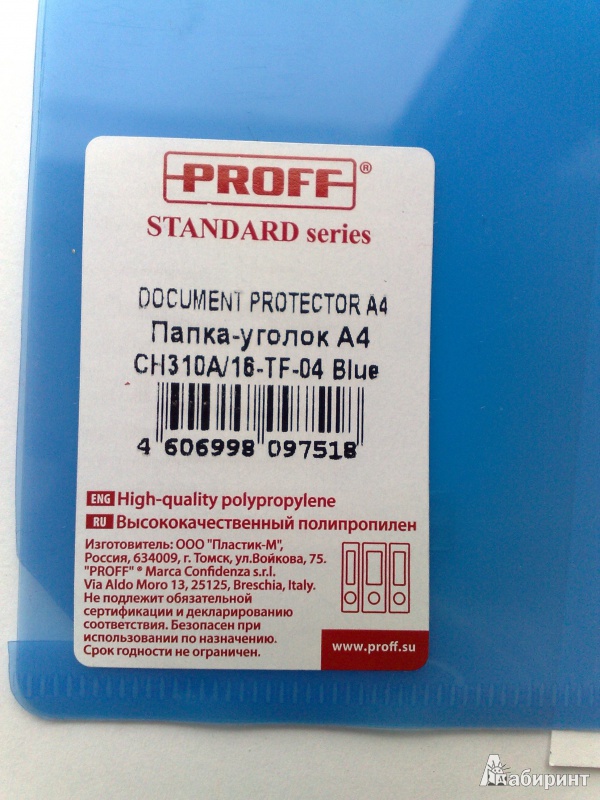 PROFF®
STANDARD series
DOCUMENT PROTECTOR A4
Папка-уголок А4
CH310A/16-TF-04 Blue
4 606998 097518
ENG High-quality polypropylene
RU Высококачественный полипропилен
Изготовитель: ООО "Пластик-М",
Россия, 634009, г. Томск, ул.Войкова, 75.
"PROFF" ® Marca Confidenza s.r.l.
Via Aldo Moro 13, 25125, Breschia, Italy.
Не подлежит обязательной
сертификации и декларированию
соответствия. Безопасен при
использовании по назначению.
Срок годности не ограничен.
www.proff.su
Лабиринт